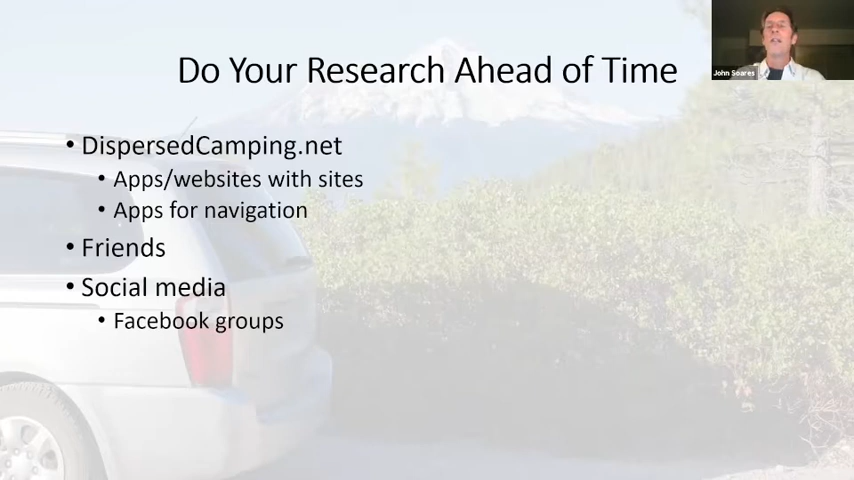 Do Your Research Ahead of Time
John Soares
• DispersedCamping.net
• Apps/websites with sites
• Apps for navigation
• Friends
• Social media
• Facebook groups